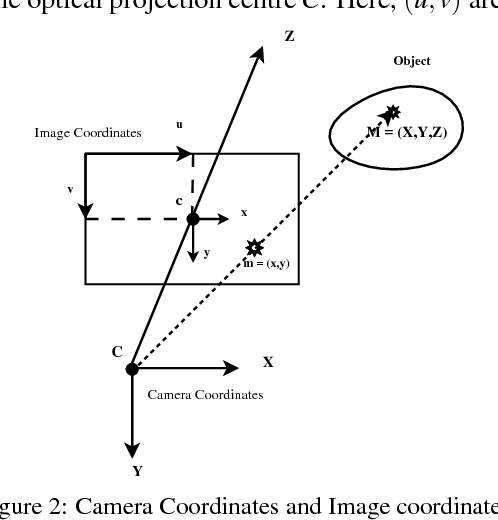 he optical projection centre C. Here, (u, v) are
Z
Object
Image Coordinates
u
M = (X,Y,Z)
v
c
x
y
m = (x,y)
C
X
Camera Coordinates
Y
gure 2: Camera Coordinates and Image coordinate